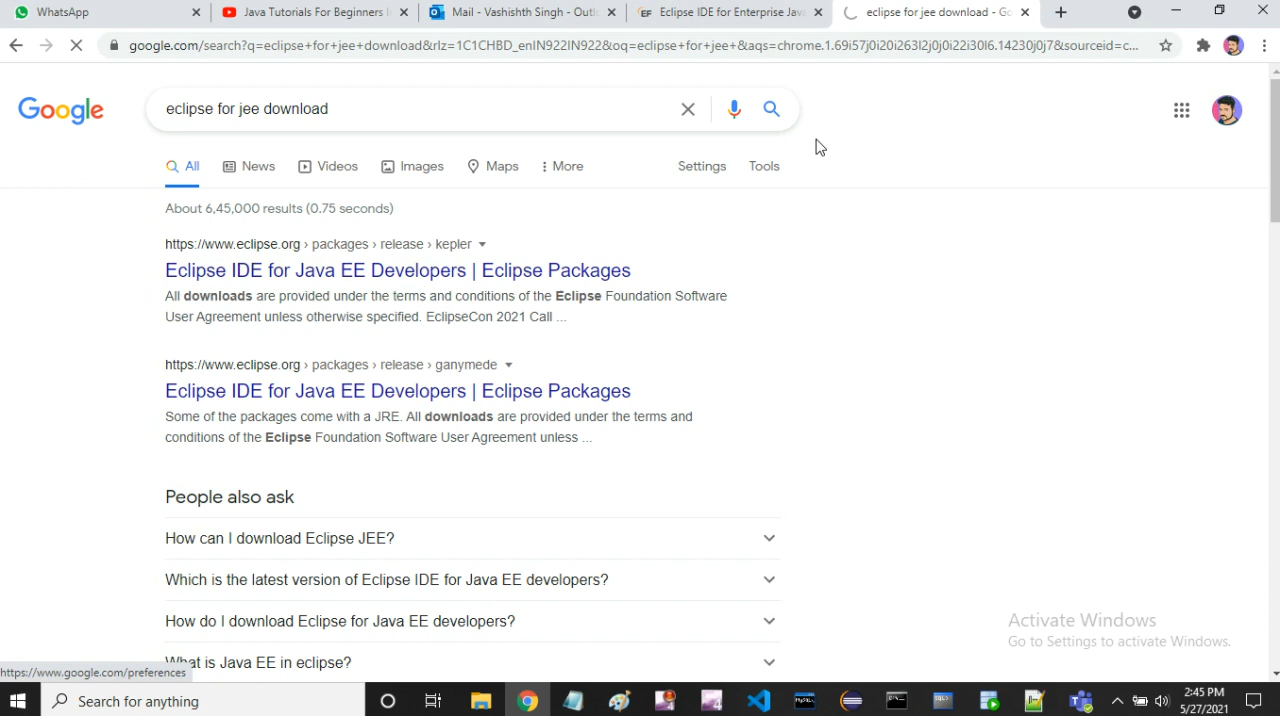 WhatsApp
Java Tutorials For Beginners I
Mail - Vashishth Singh - Outl
Eclipse IDE for Enterprise Java
eclipse for jee download - Go
google.com/search?q=eclipse+for+jee+download&rlz=1C1CHBD_enIN922IN922&oq=eclipse+for+jee+&aqs=chrome.1.69i57j0i20i263l2j0j0i22i30l6.14230j0j7&sourceid=c...
Google
eclipse for jee download
All
News
Videos
Images
Maps
More
Settings
Tools
About 6,45,000 results (0.75 seconds)
https://www.eclipse.org › packages › release › kepler
Eclipse IDE for Java EE Developers | Eclipse Packages
All downloads are provided under the terms and conditions of the Eclipse Foundation Software
User Agreement unless otherwise specified. EclipseCon 2021 Call ...
https://www.eclipse.org › packages › release › ganymede
Eclipse IDE for Java EE Developers | Eclipse Packages
Some of the packages come with a JRE. All downloads are provided under the terms and
conditions of the Eclipse Foundation Software User Agreement unless ...
People also ask
How can I download Eclipse JEE?
Which is the latest version of Eclipse IDE for Java EE developers?
How do I download Eclipse for Java EE developers?
What is Java EE in eclipse?
Activate Windows
Go to Settings to activate Windows.
https://www.google.com/preferences
Search for anything
2:45 PM
5/27/2021